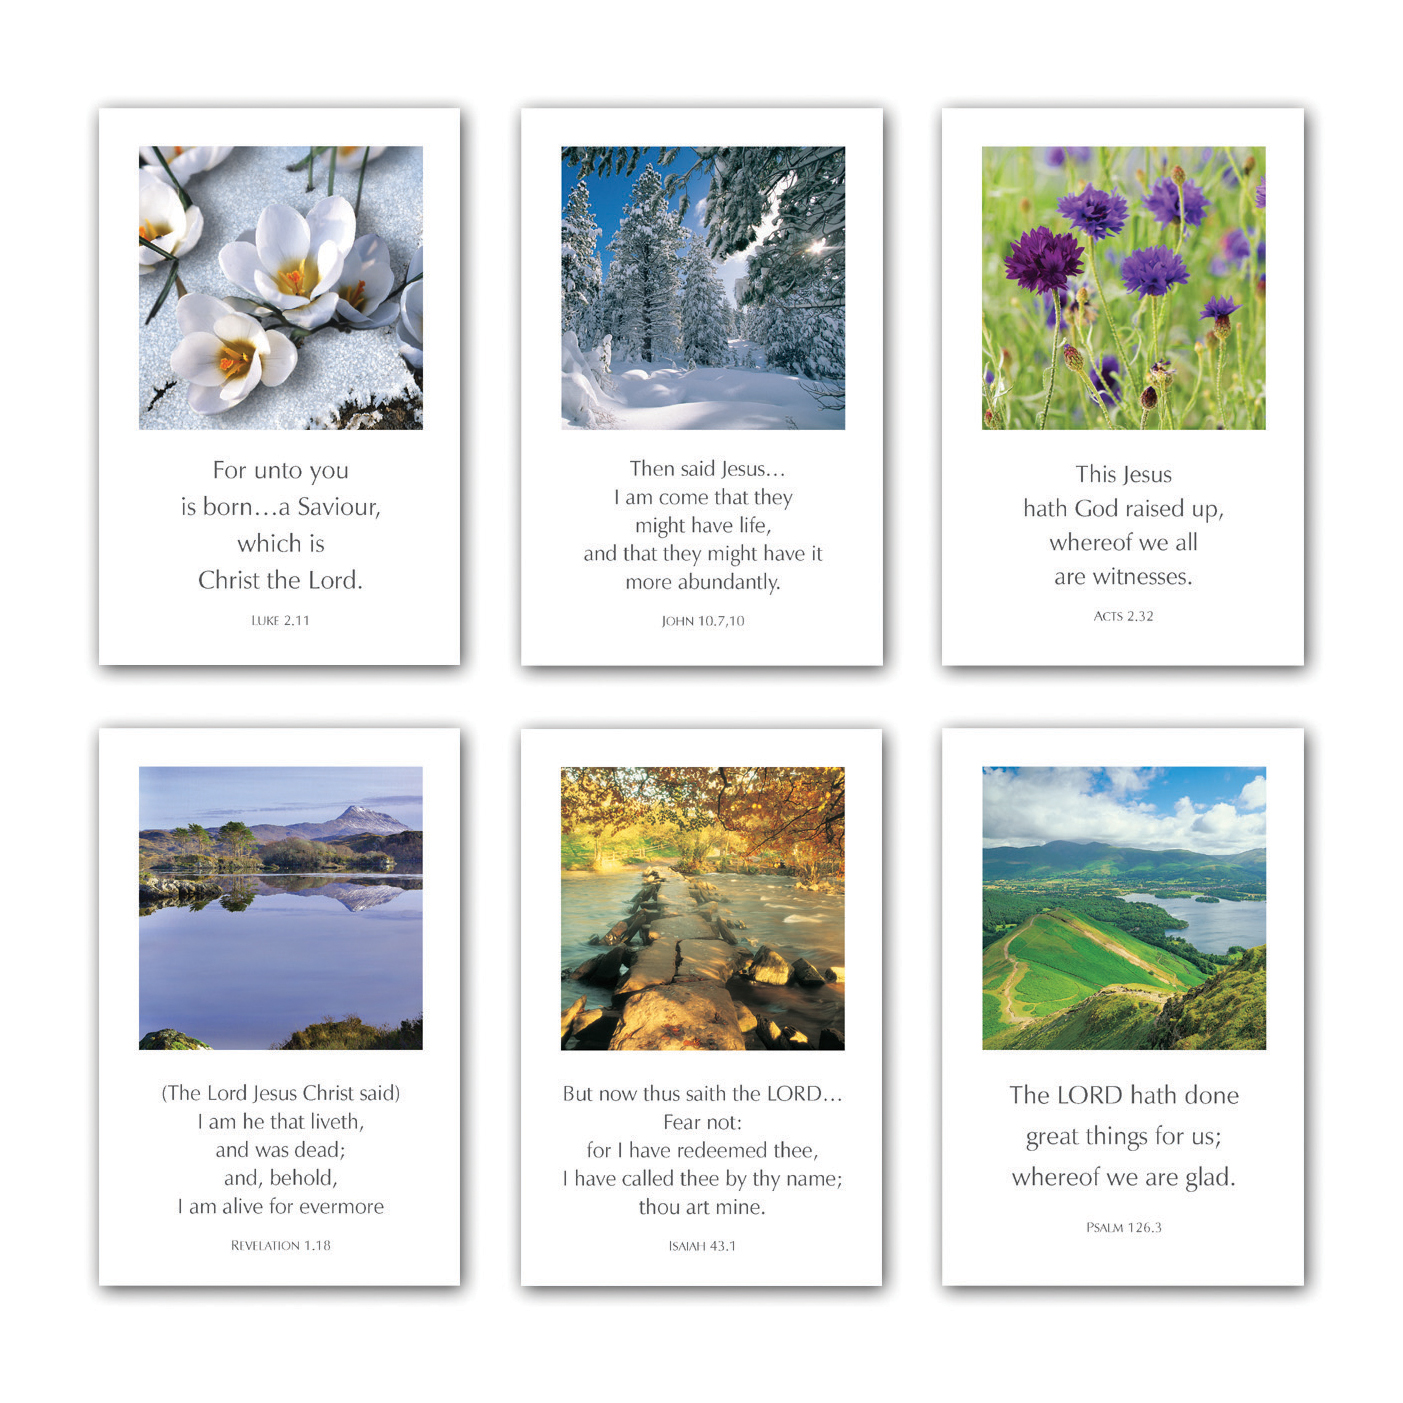 For unto you
is born…a Saviour,
which is
Christ the Lord.
Luke 2.11
Then said Jesus…
I am come that they
might have life,
and that they might have it
more abundantly.
John 10.7,10
This Jesus
hath God raised up,
whereof we all
are witnesses.
Acts 2.32
(The Lord Jesus Christ said)
I am he that liveth,
and was dead;
and, behold,
I am alive for evermore
Revelation 1.18
But now thus saith the LORD…
Fear not:
for I have redeemed thee,
I have called thee by thy name;
thou art mine.
Isaiah 43.1
The LORD hath done
great things for us;
whereof we are glad.
Psalm 126.3